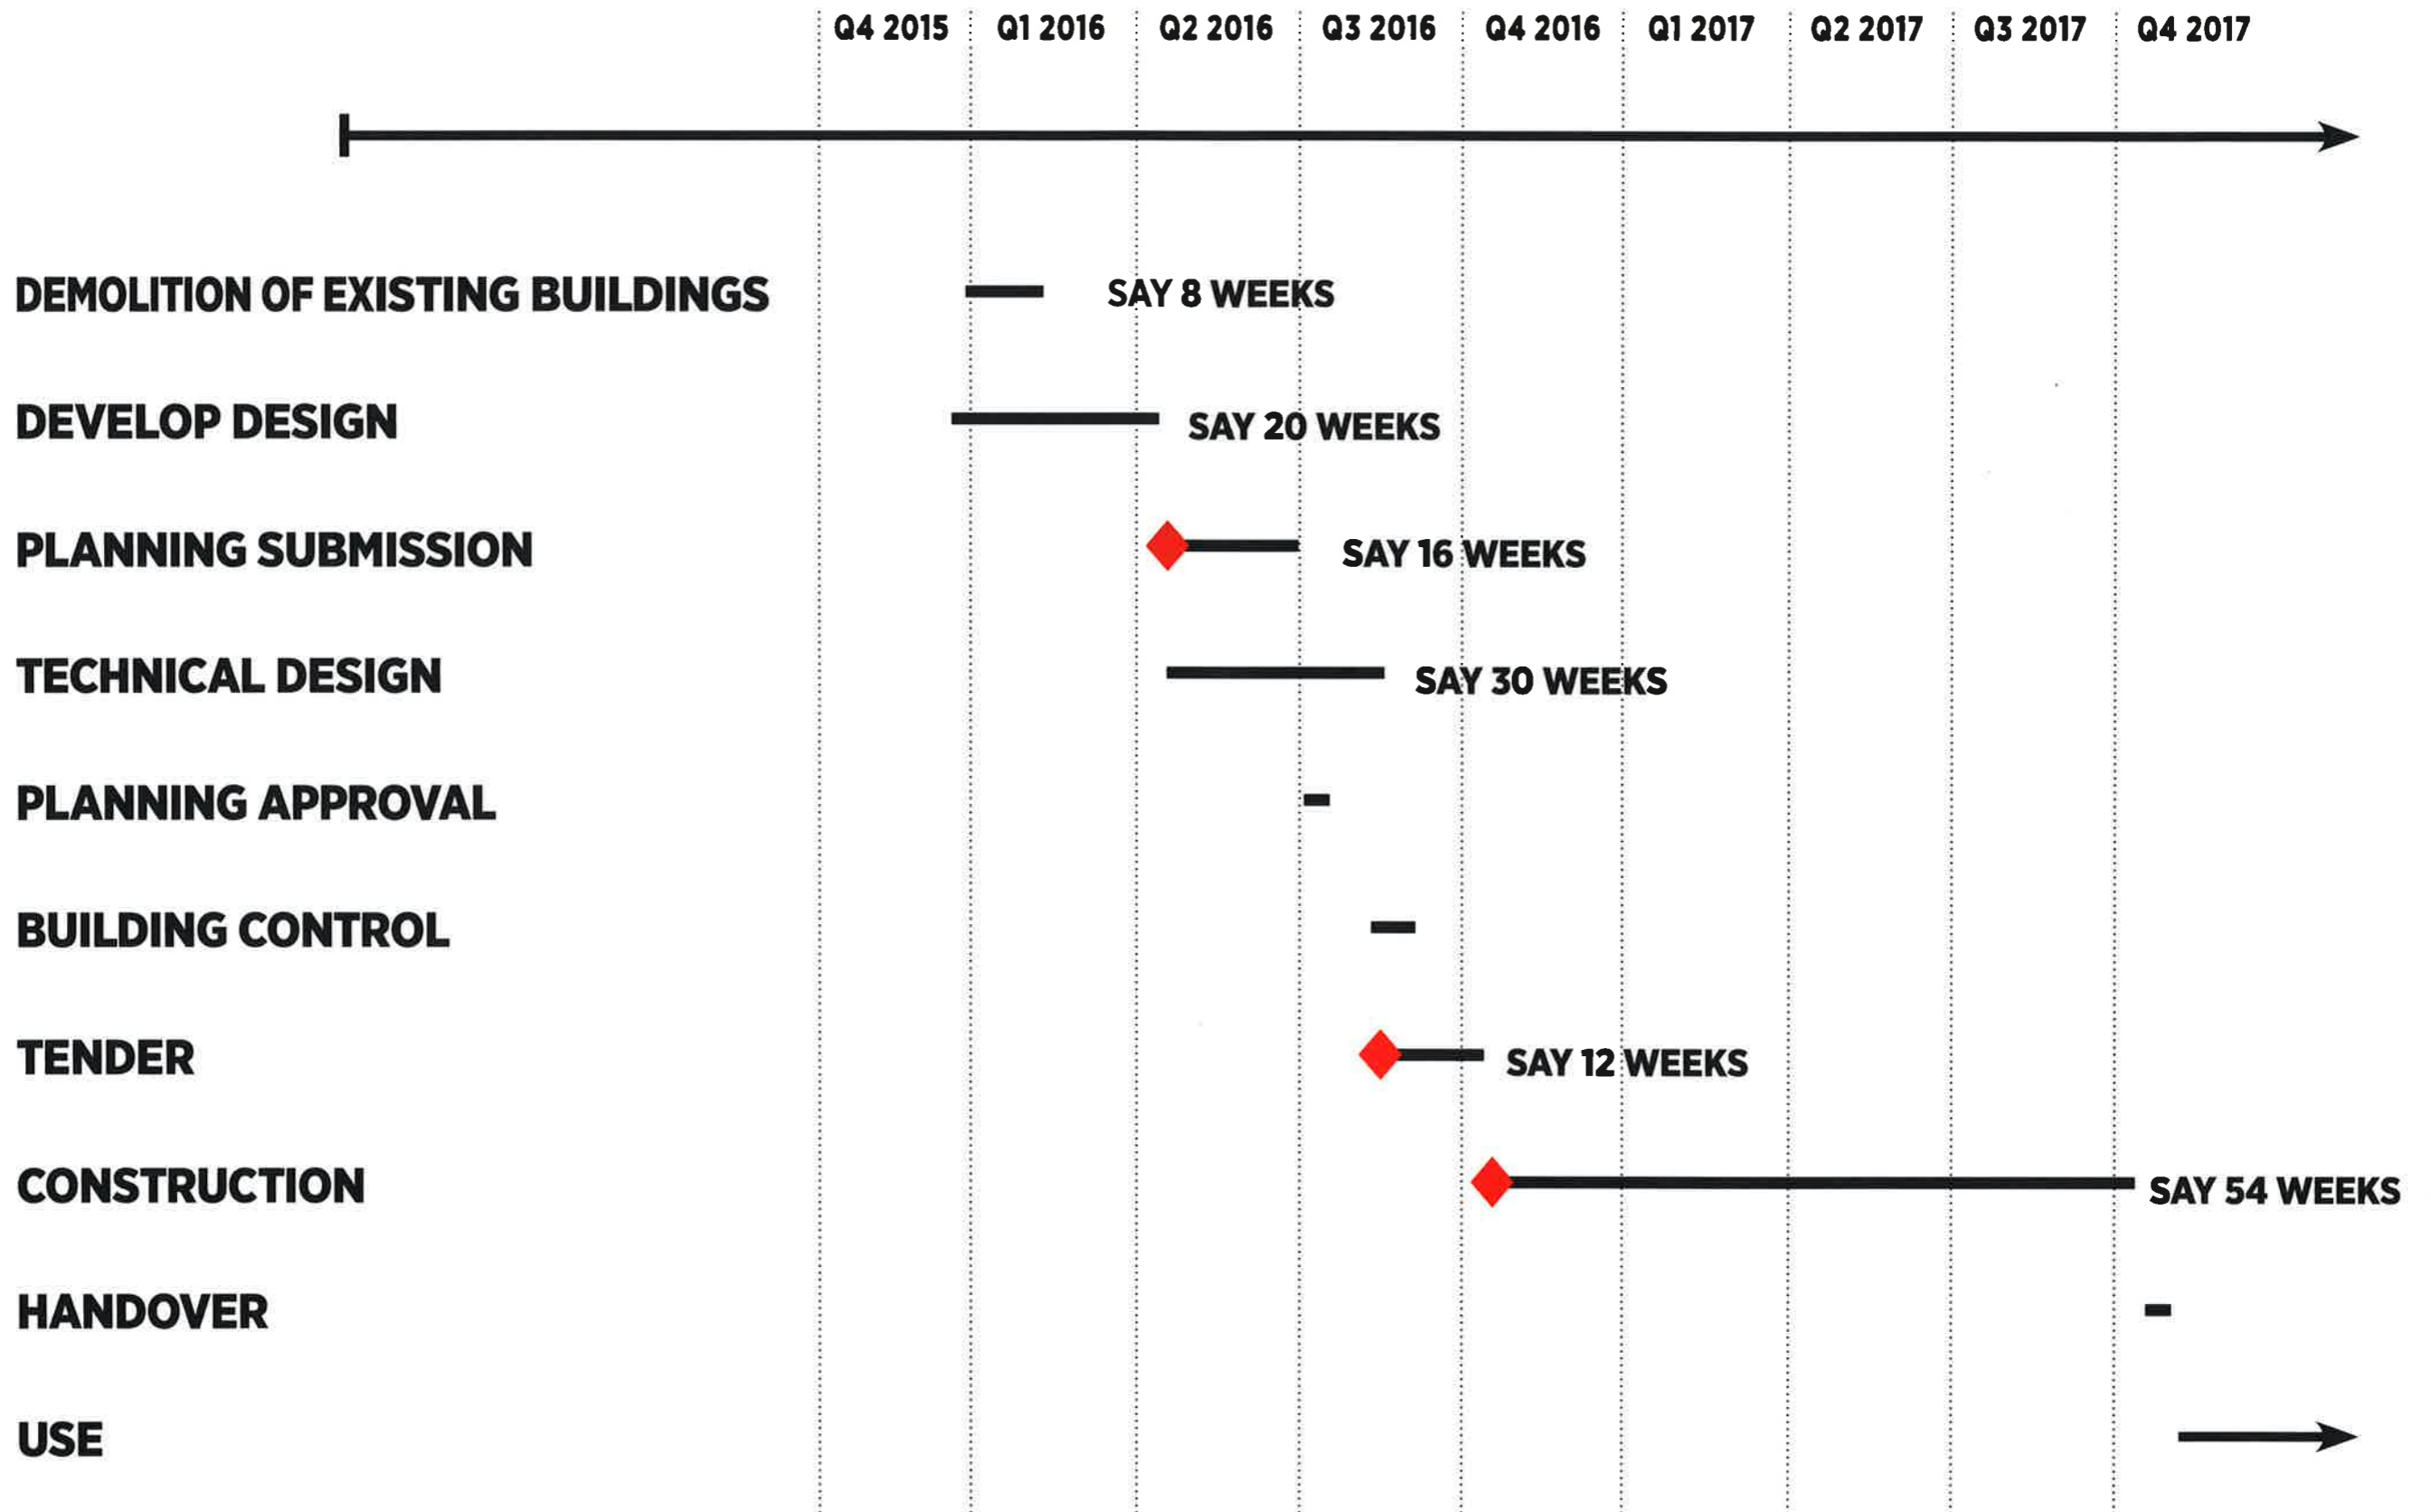 Q4 2015 Q1 2016 Q2 2016 Q3 2016 Q4 2016 Q1 2017 Q2 2017 Q3 2017 Q4 2017
DEMOLITION OF EXISTING BUILDINGS SAY 8 WEEKS
DEVELOP DESIGN SAY 20 WEEKS
PLANNING SUBMISSION SAY 16 WEEKS
TECHNICAL DESIGN SAY 30 WEEKS
PLANNING APPROVAL
BUILDING CONTROL
TENDER SAY 12 WEEKS
CONSTRUCTION SAY 54 WEEKS
HANDOVER
USE